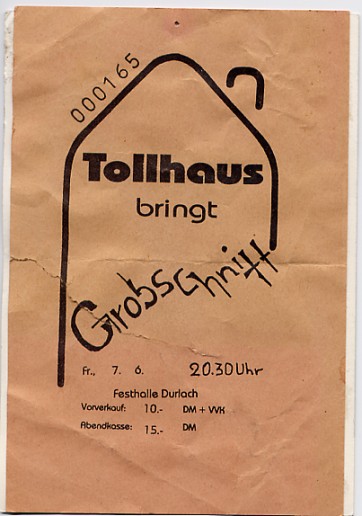 000165
Tollhaus
bringt
Grobschnitt
Fr., 7. 6. 20.30 Uhr
Festhalle Durlach
Vorverkauf: 10.- DM + VVK
Abendkasse: 15.- DM